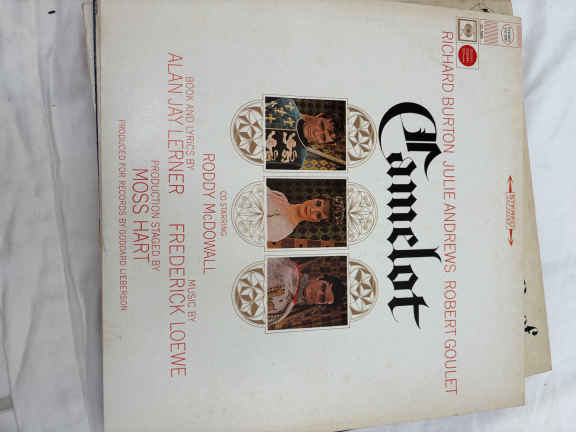 STEREO
RICHARD BURTON JULIE ANDREWS ROBERT GOULET
Camelot
CO STARRING
RODDY McDOWALL
BOOK AND LYRICS BY
ALAN JAY LERNER
MUSIC BY
FREDERICK LOEWE
PRODUCTION STAGED BY
MOSS HART
PRODUCED FOR RECORDS BY GODDARD LIEBERSON